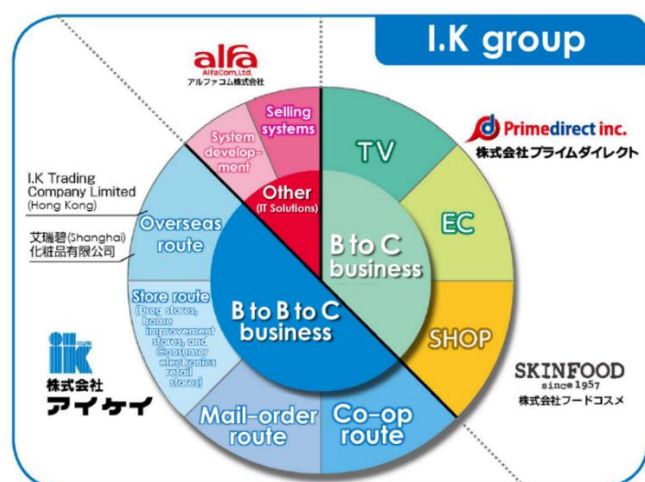 I.K group
alfa
AlfaCom,Ltd.
アルファコム株式会社
Selling
systems
System
develop-
ment
Other
(IT Solutions)
TV
EC
SHOP
B to C
business
Primedirect inc.
株式会社プライムダイレクト
I.K Trading
Company Limited
(Hong Kong)
艾瑞碧(Shanghai)
化粧品有限公司
Overseas
route
B to B to C
business
Store route
(Drug stores,
home
improvement
stores, and
Consumer
electronics
retail
stores)
ik
株式会社
アイケイ
Mail-order
route
Co-op
route
SKINFOOD
since1957
株式会社フードコスメ